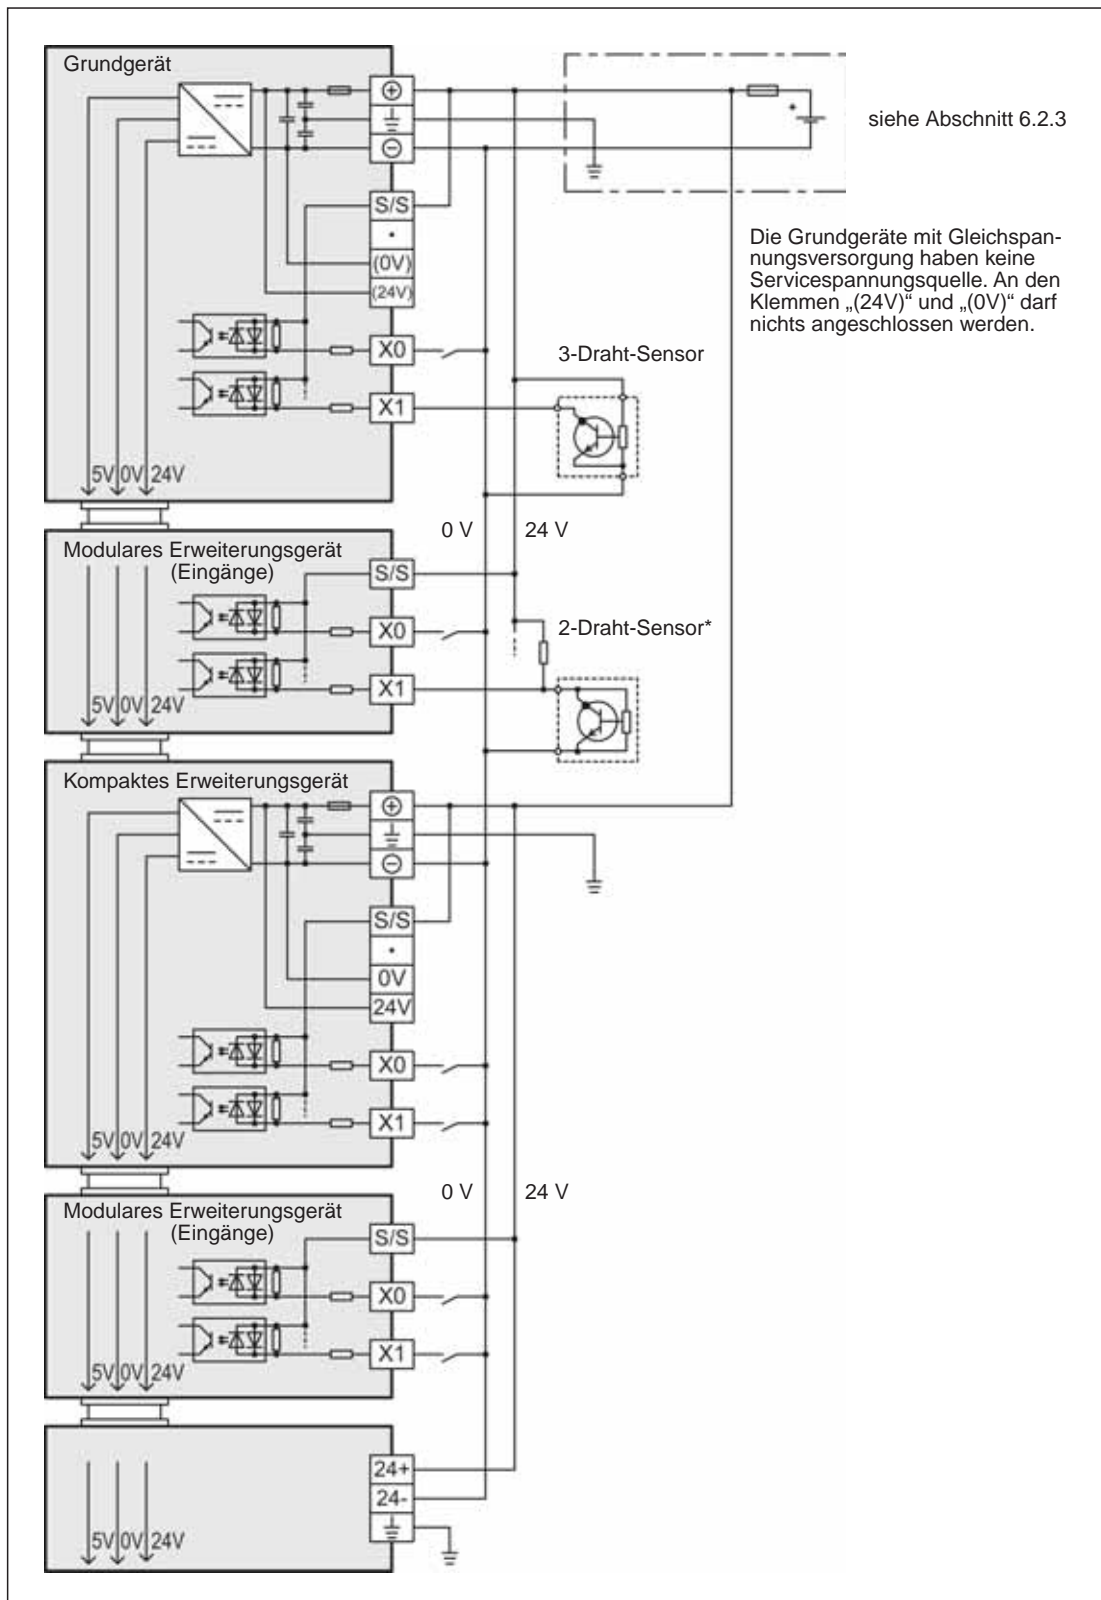 Grundgerät
siehe Abschnitt 6.2.3
S/S
(0V)
(24V)
Die Grundgeräte mit Gleichspan-
nungsversorgung haben keine
Servicespannungsquelle. An den
Klemmen „(24V)“ und „(0V)“ darf
nichts angeschlossen werden.
X0
3-Draht-Sensor
X1
5V 0V 24V
0 V 24 V
Modulares Erweiterungsgerät
(Eingänge)
S/S
X0
2-Draht-Sensor*
X1
5V 0V 24V
Kompaktes Erweiterungsgerät
S/S
0V
24V
X0
X1
5V 0V 24V
0 V 24 V
Modulares Erweiterungsgerät
(Eingänge)
S/S
X0
X1
5V 0V 24V
24+
24-
5V 0V 24V